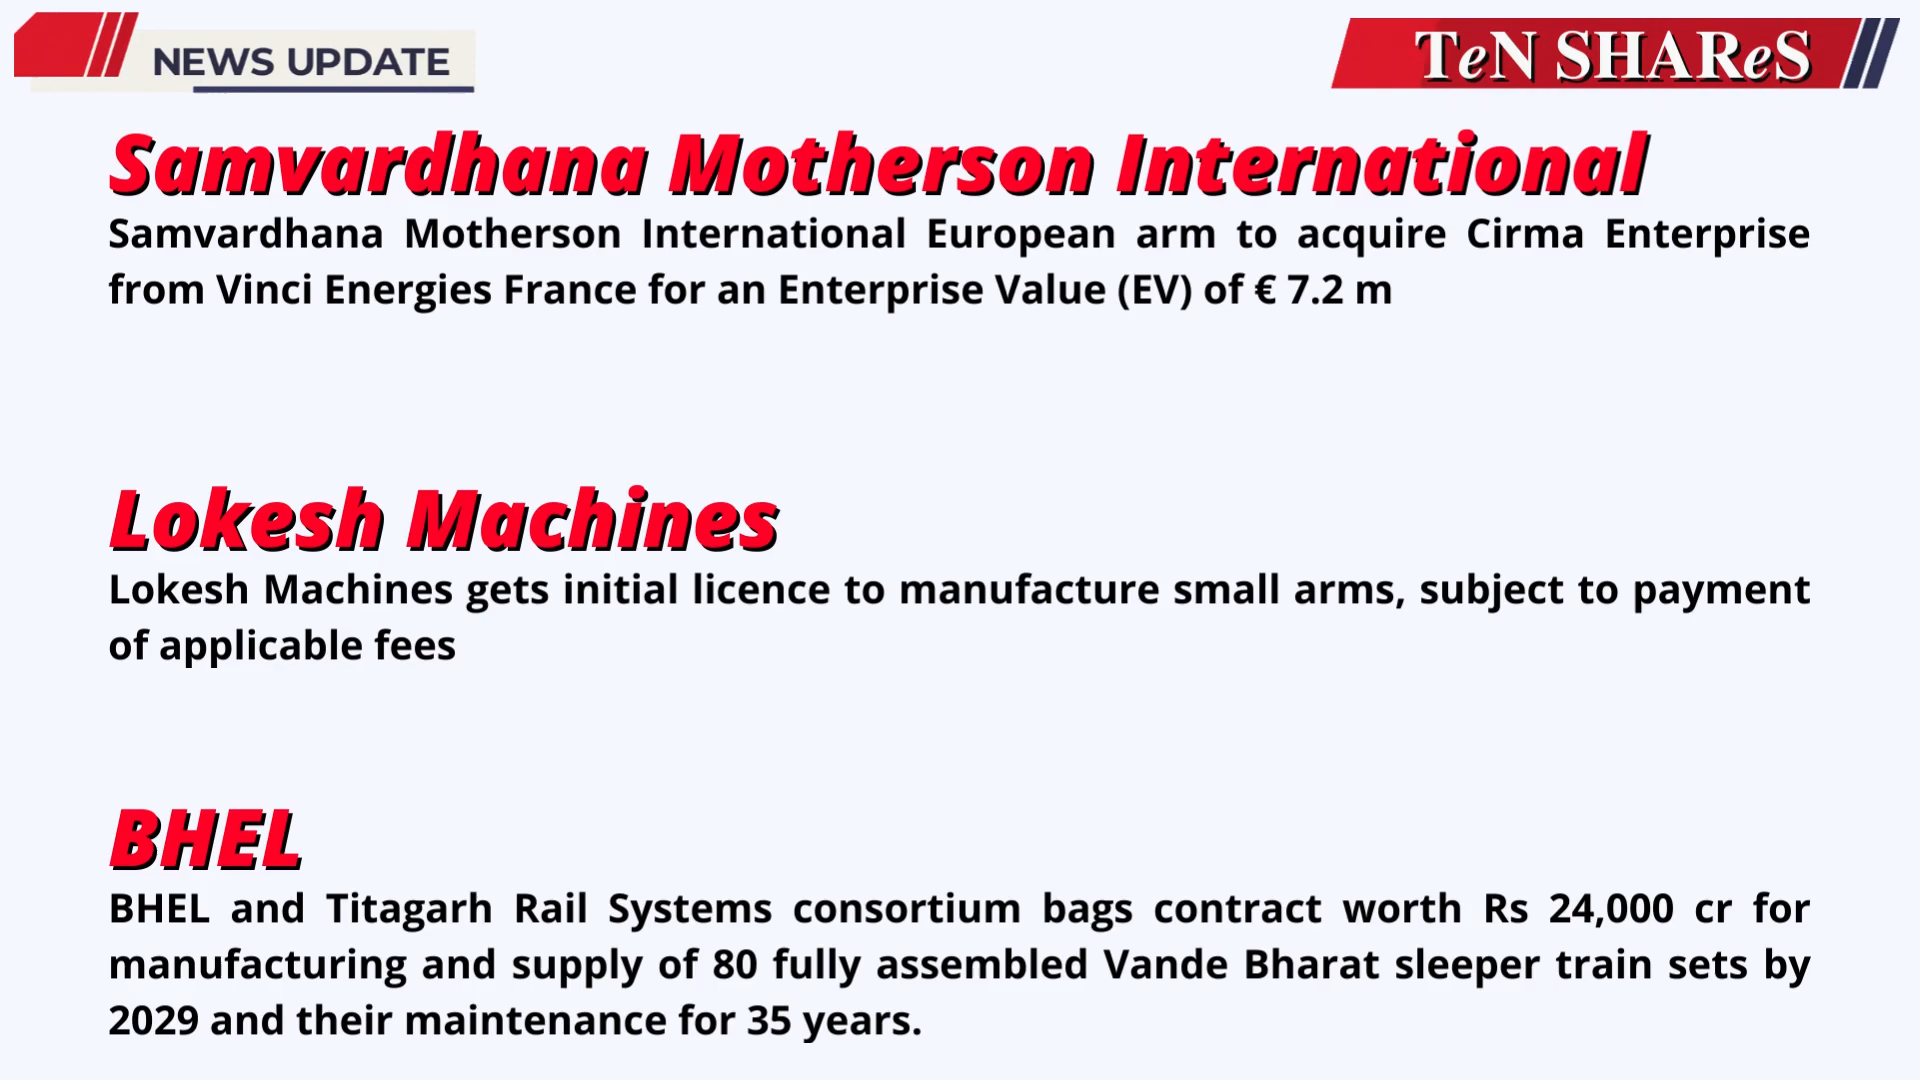 NEWS UPDATE
TeN SHAReS
Samvardhana Motherson International
Samvardhana Motherson International European arm to acquire Cirma Enterprise
from Vinci Energies France for an Enterprise Value (EV) of € 7.2 m
Lokesh Machines
Lokesh Machines gets initial licence to manufacture small arms, subject to payment
of applicable fees
BHEL
BHEL and Titagarh Rail Systems consortium bags contract worth Rs 24,000 cr for
manufacturing and supply of 80 fully assembled Vande Bharat sleeper train sets by
2029 and their maintenance for 35 years.